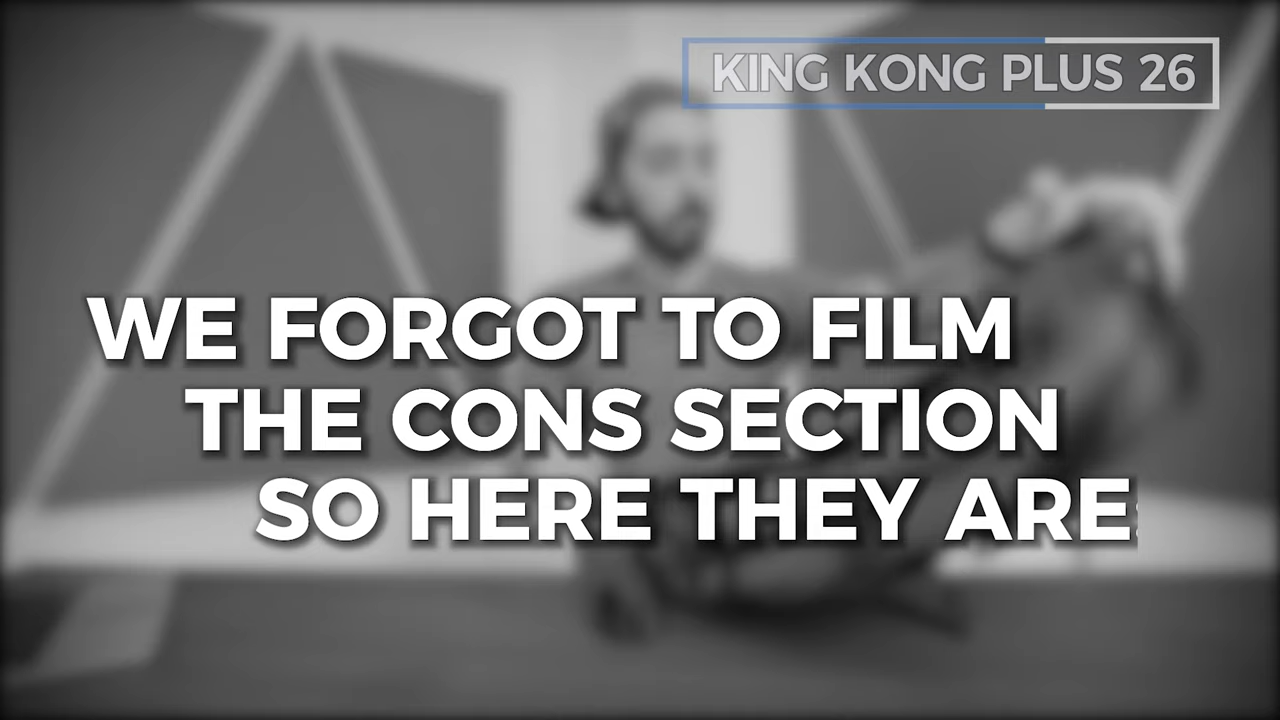 KING KONG PLUS 26
WE FORGOT TO FILM
THE CONS SECTION
SO HERE THEY ARE: